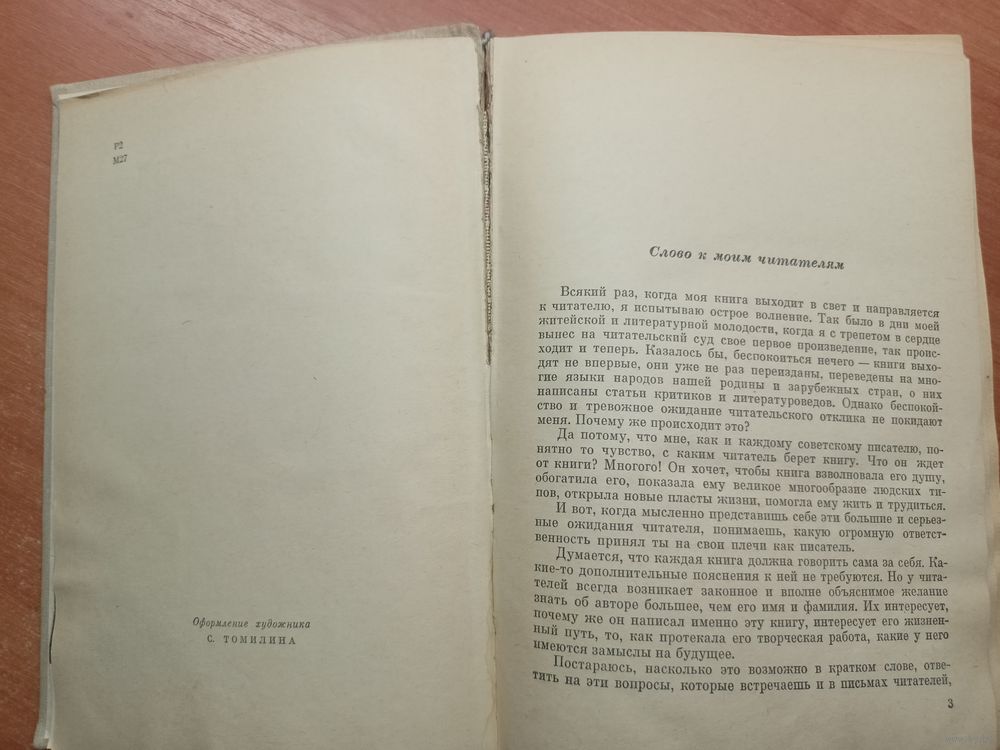 Р2
М27
Оформление художника
С. ТОМИЛИНА
Слово к моим читателям
Всякий раз, когда моя книга выходит в свет и направляется
к читателю, я испытываю острое волнение. Так было в дни моей
житейской и литературной молодости, когда я с трепетом в сердце
вынес на читательский суд свое первое произведение, так проис-
ходит и теперь. Казалось бы, беспокоиться нечего — книги выхо-
дят не впервые, они уже не раз переизданы, переведены на мно-
гие языки народов нашей родины и зарубежных стран, о них
написаны статьи критиков и литературоведов. Однако беспокой-
ство и тревожное ожидание читательского отклика не покидают
меня. Почему же происходит это?
Да потому, что мне, как и каждому советскому писателю, по-
нятно то чувство, с каким читатель берет книгу. Что он ждет
от книги? Многого! Он хочет, чтобы книга взволновала его душу,
обогатила его, показала ему великое многообразие людских ти-
пов, открыла новые пласты жизни, помогла ему жить и трудиться.
И вот, когда мысленно представишь себе эти большие и серьез-
ные ожидания читателя, понимаешь, какую огромную ответст-
венность принял ты на свои плечи как писатель.
Думается, что каждая книга должна говорить сама за себя. Ка-
кие-то дополнительные пояснения к ней не требуются. Но у чита-
телей всегда возникает законное и вполне объяснимое желание
знать об авторе большее, чем его имя и фамилия. Их интересует,
почему же он написал именно эту книгу, интересует его жизнен-
ный путь, то, как протекала его творческая работа, какие у него
имеются замыслы на будущее.
Постараюсь, насколько это возможно в кратком слове, отве-
тить на эти вопросы, которые встречаешь и в письмах читателей,
3